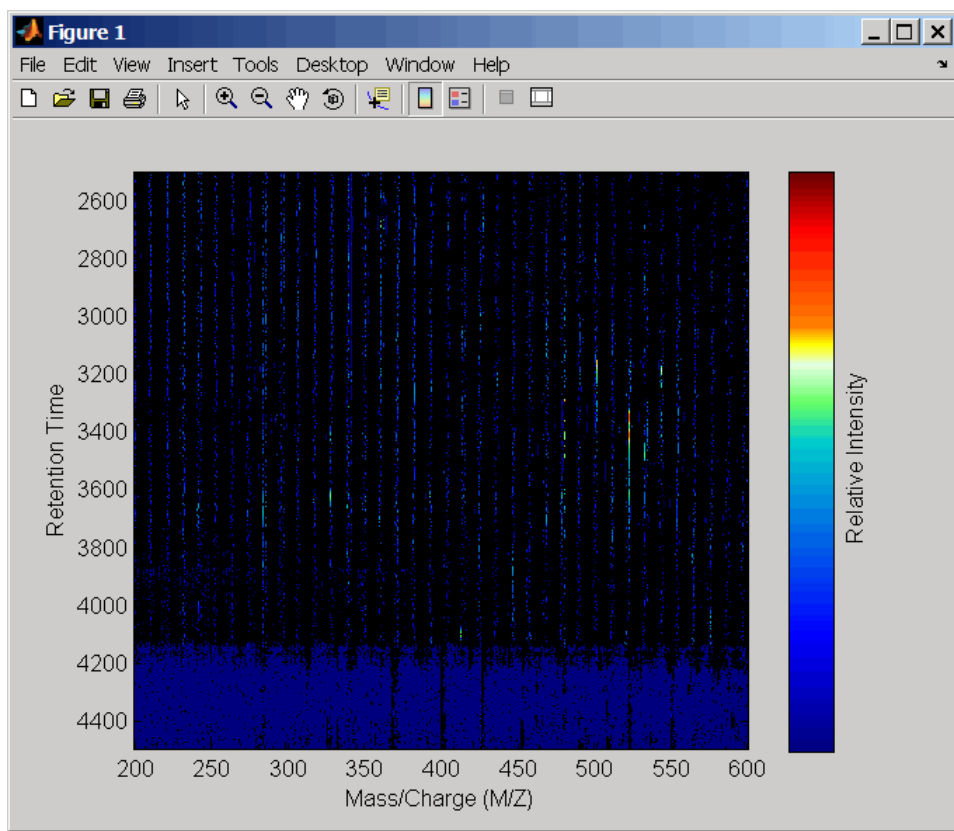 Figure 1
File Edit View Insert Tools Desktop Window Help
2600
2800
3000
3200
3400
3600
3800
4000
4200
4400
Retention Time
200 250 300 350 400 450 500 550 600
Mass/Charge (M/Z)
Relative Intensity